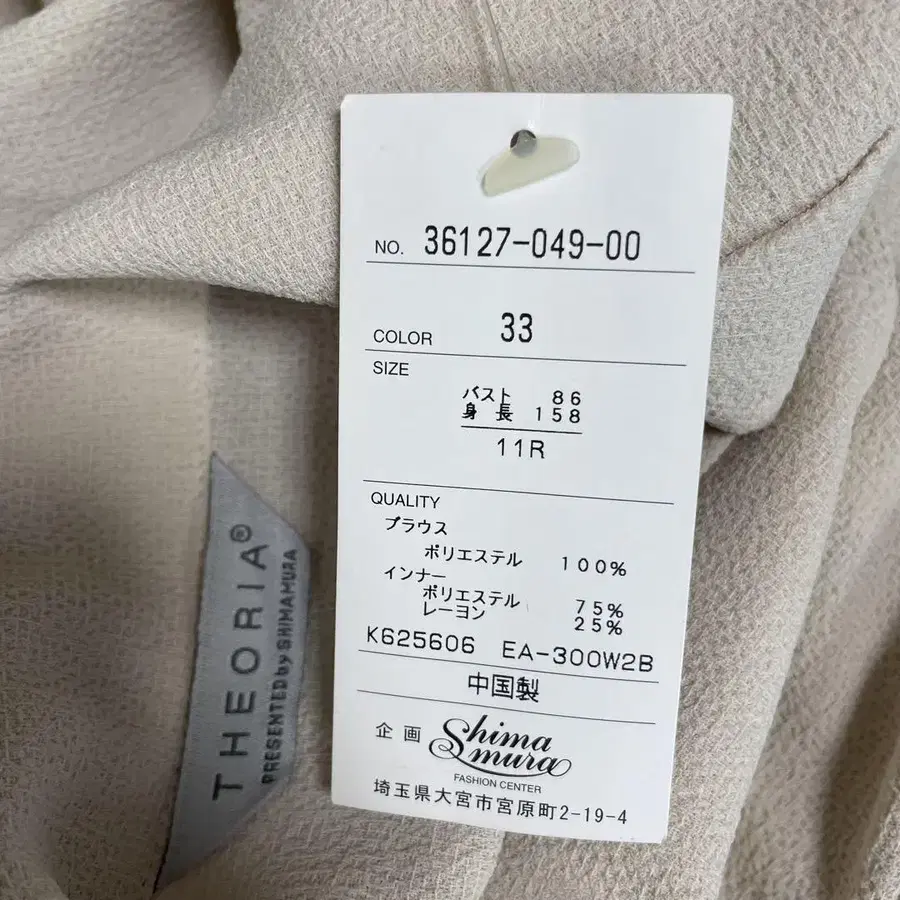 NO. 36127-049-00
COLOR 33
SIZE
バスト 86
身長 158
11R
QUALITY
ブラウス
ポリエステル 100%
インナー
ポリエステル 75%
レーヨン 25%
K625606 EA-300W2B
中国製
企画 Shimamura
FASHION CENTER
埼玉県大宮市宮原町2-19-4
THEORIA®
PRESENTED by SHIMAMURA